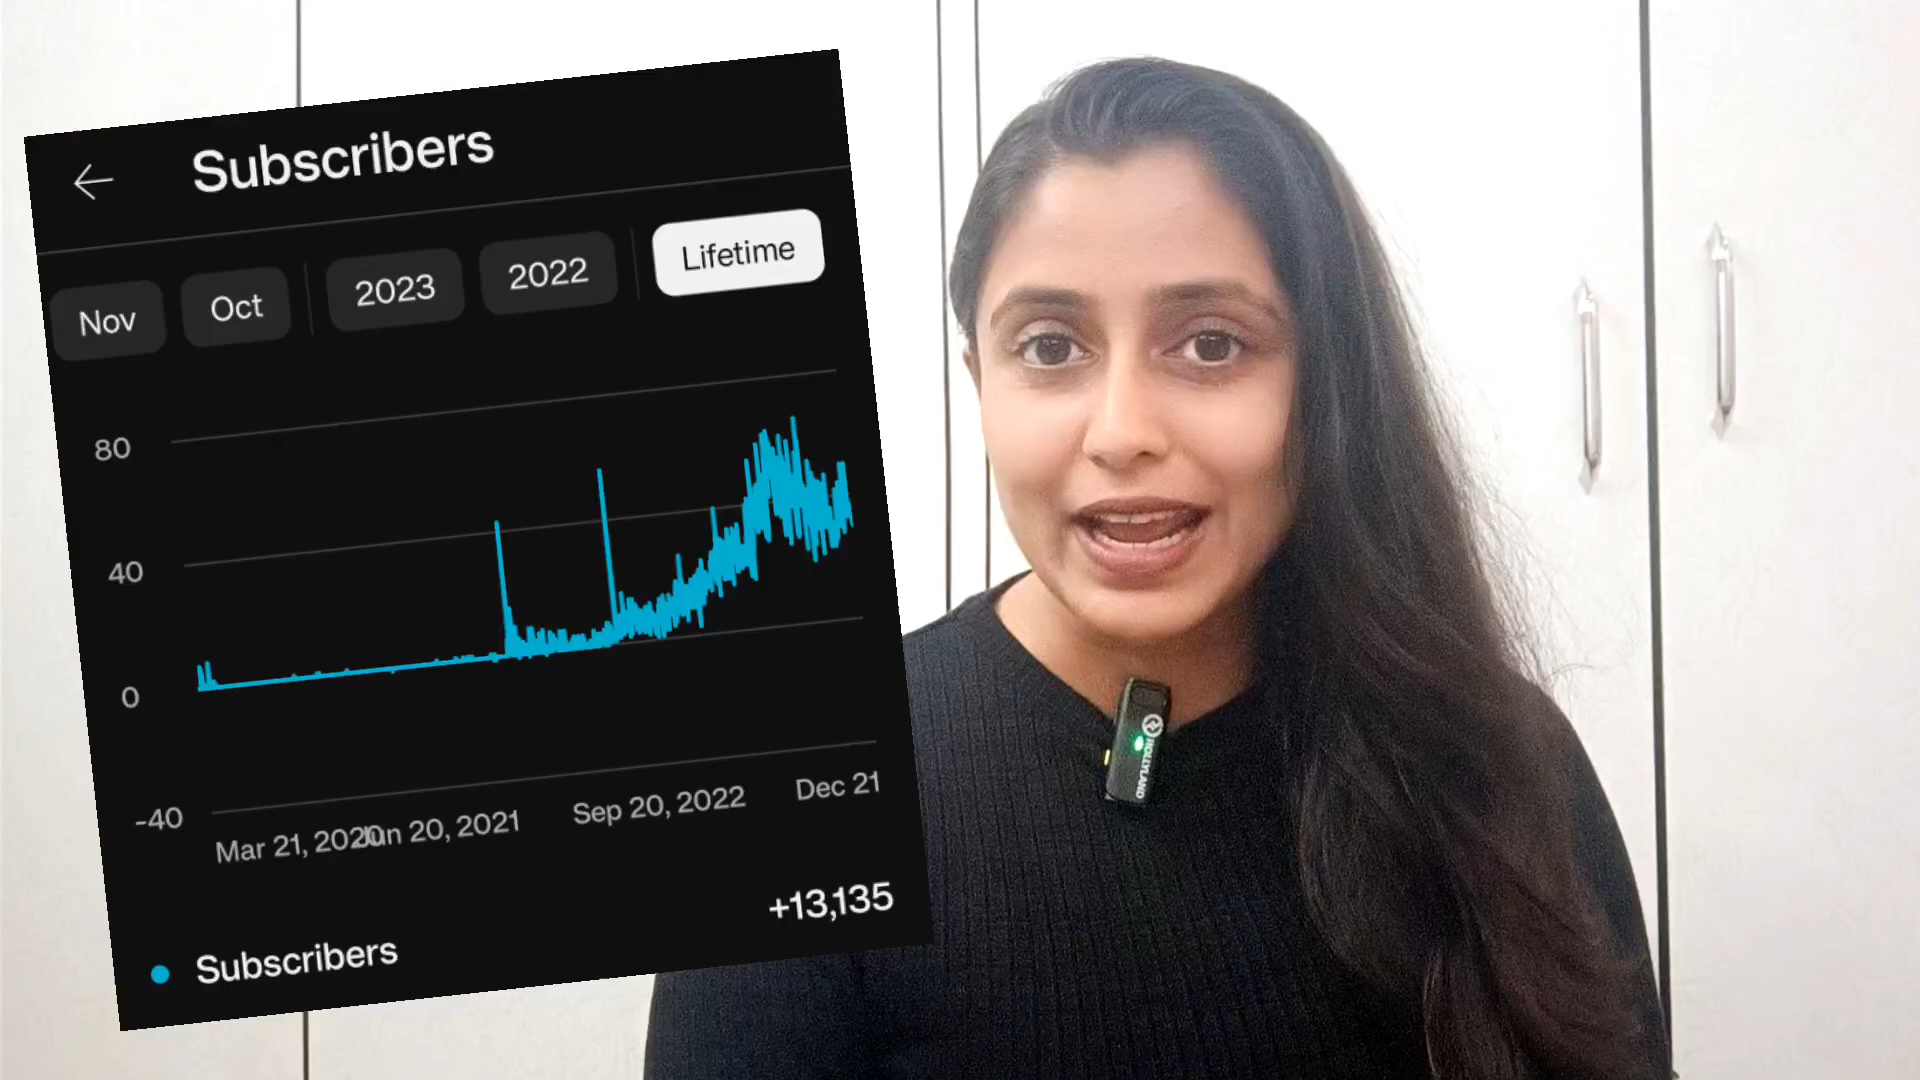 Subscribers
Nov Oct 2023 2022 Lifetime
80
40
0
-40
Mar 21, 2020 Jun 20, 2021 Sep 20, 2022 Dec 21
+13,135
Subscribers
HOLLYLAND